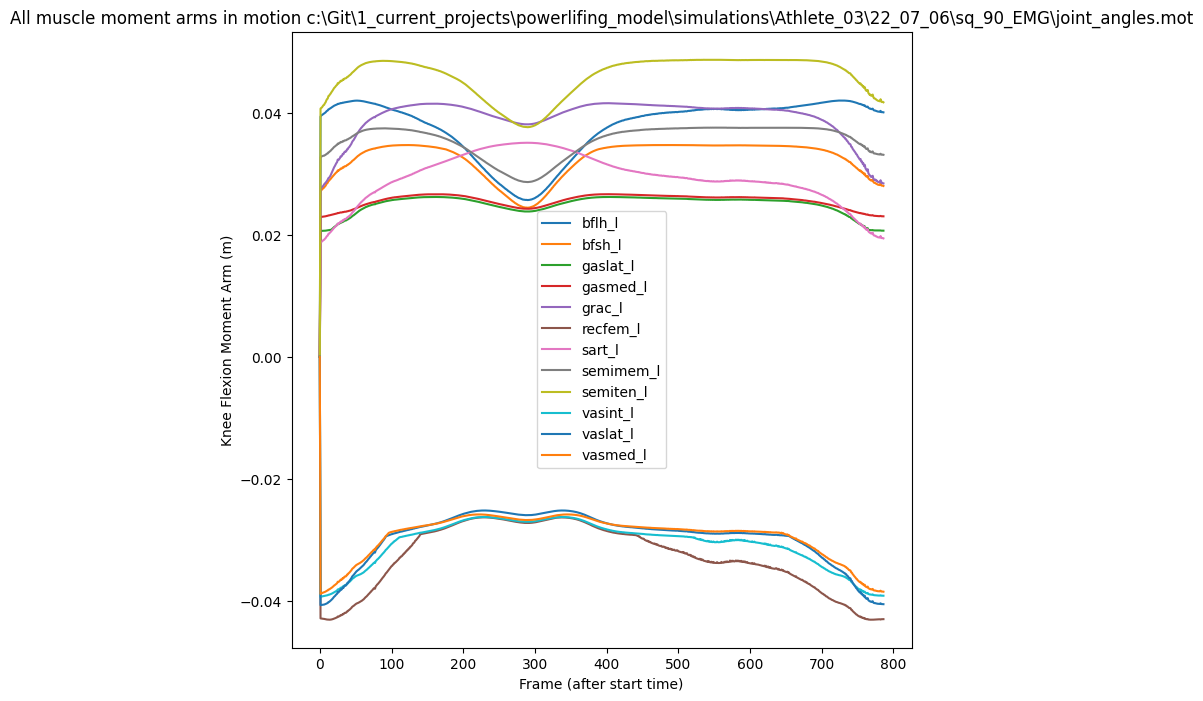 All muscle moment arms in motion c:\Git\1_current_projects\powerlifing_model\simulations\Athlete_03\22_07_06\sq_90_EMG\joint_angles.mot
Knee Flexion Moment Arm (m)
0.04
0.02
0.00
−0.02
−0.04
bflh_l
bfsh_l
gaslat_l
gasmed_l
grac_l
recfem_l
sart_l
semimem_l
semiten_l
vasint_l
vaslat_l
vasmed_l
0 100 200 300 400 500 600 700 800
Frame (after start time)